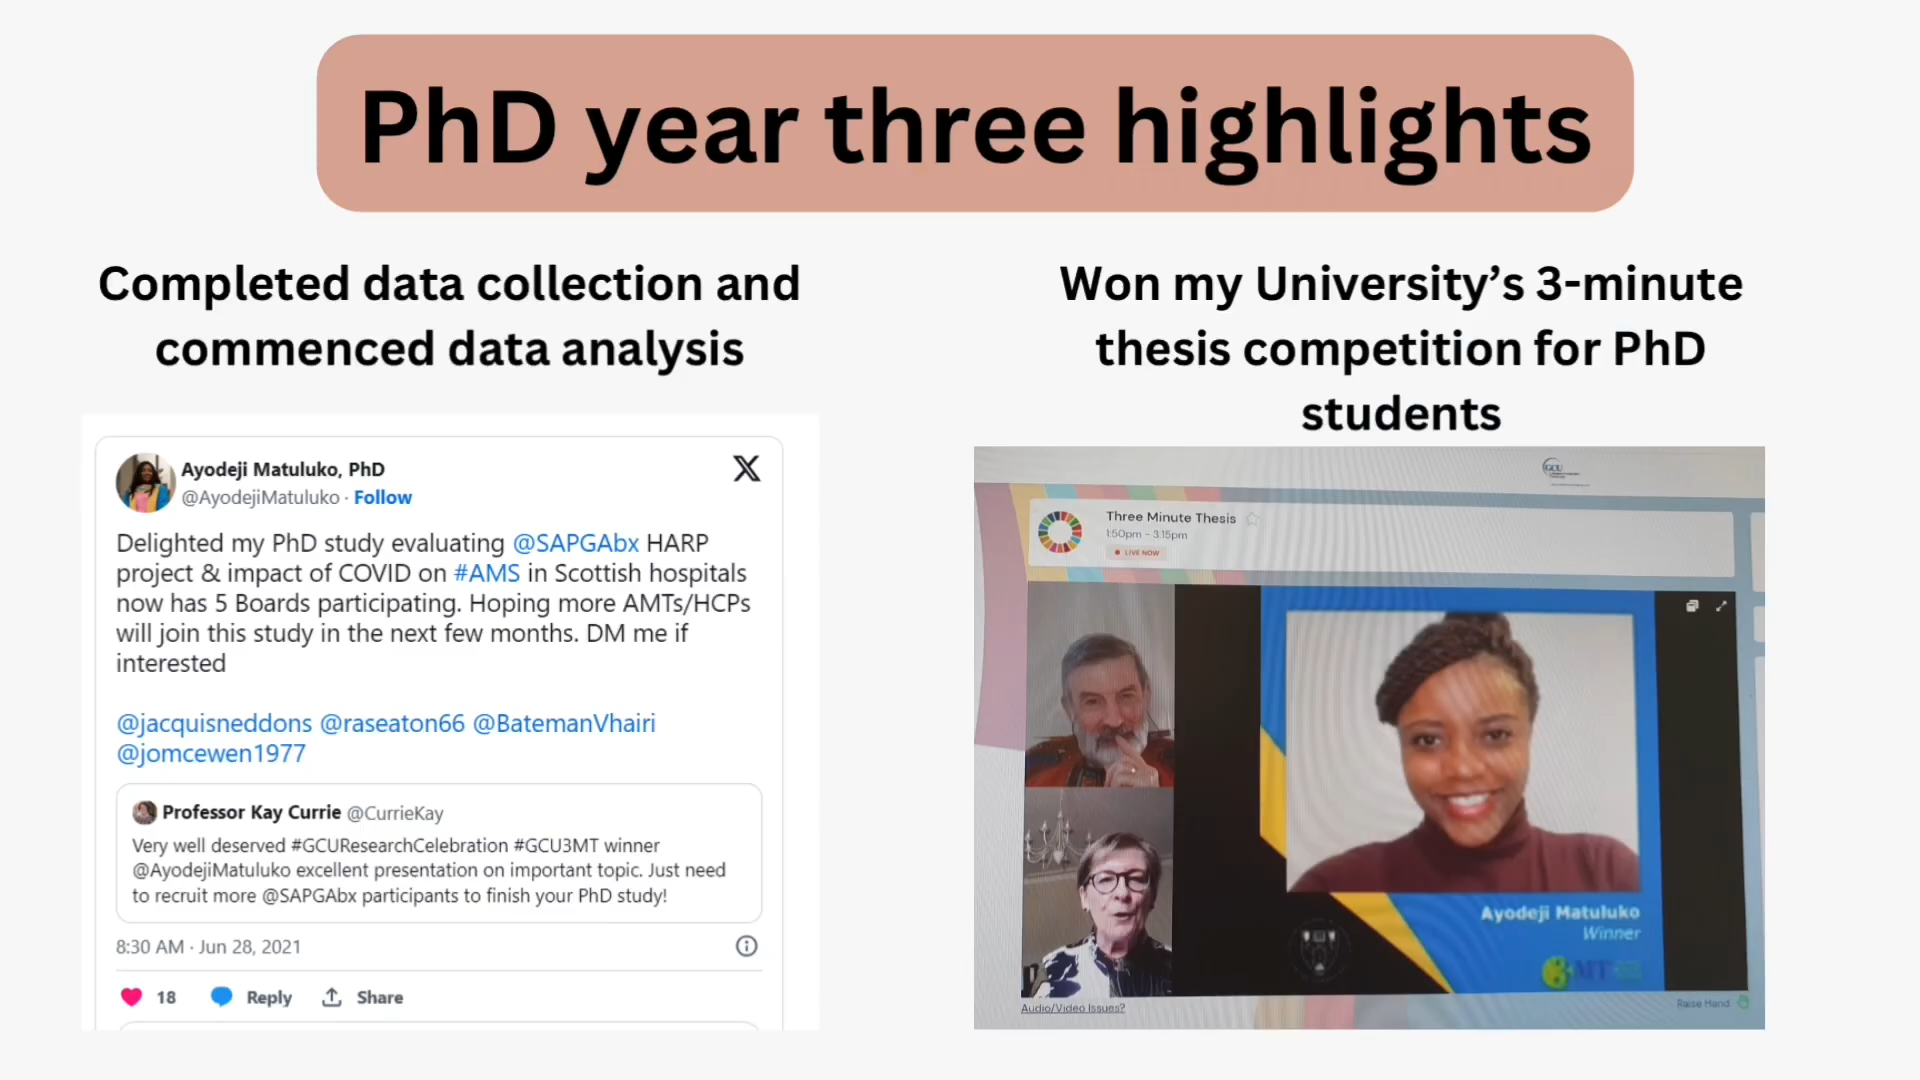 PhD year three highlights
Completed data collection and
commenced data analysis
Ayodeji Matuluko, PhD
@AyodejiMatuluko · Follow
Delighted my PhD study evaluating @SAPGAbx HARP
project & impact of COVID on #AMS in Scottish hospitals
now has 5 Boards participating. Hoping more AMTs/HCPs
will join this study in the next few months. DM me if
interested
@jacquisneddons @raseaton66 @BatemanVhairi
@jomcewen1977
Professor Kay Currie @CurrieKay
Very well deserved #GCUResearchCelebration #GCU3MT winner
@AyodejiMatuluko excellent presentation on important topic. Just need
to recruit more @SAPGAbx participants to finish your PhD study!
8:30 AM · Jun 28, 2021
18 Reply Share
Won my University’s 3-minute
thesis competition for PhD
students
GCU
Three Minute Thesis
1:50pm - 3:15pm
LIVE NOW
Ayodeji Matuluko
Winner
3MT
Audio/Video Issues?
Raise Hand